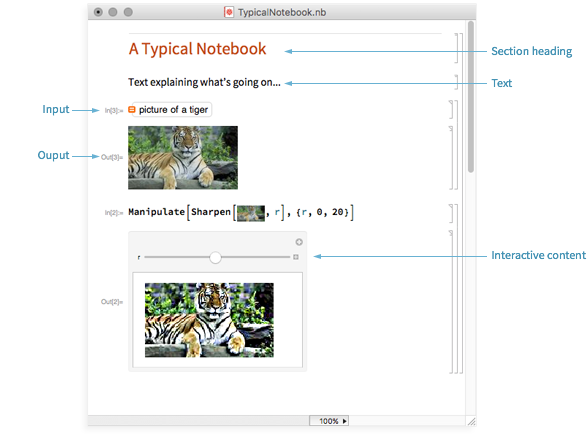 TypicalNotebook.nb
A Typical Notebook
Section heading
Text explaining what's going on...
Text
Input
In[3]:=
picture of a tiger
Ouput
Out[3]=
In[2]:= Manipulate[Sharpen[ , r], {r, 0, 20}]
r
Interactive content
Out[2]=
100%